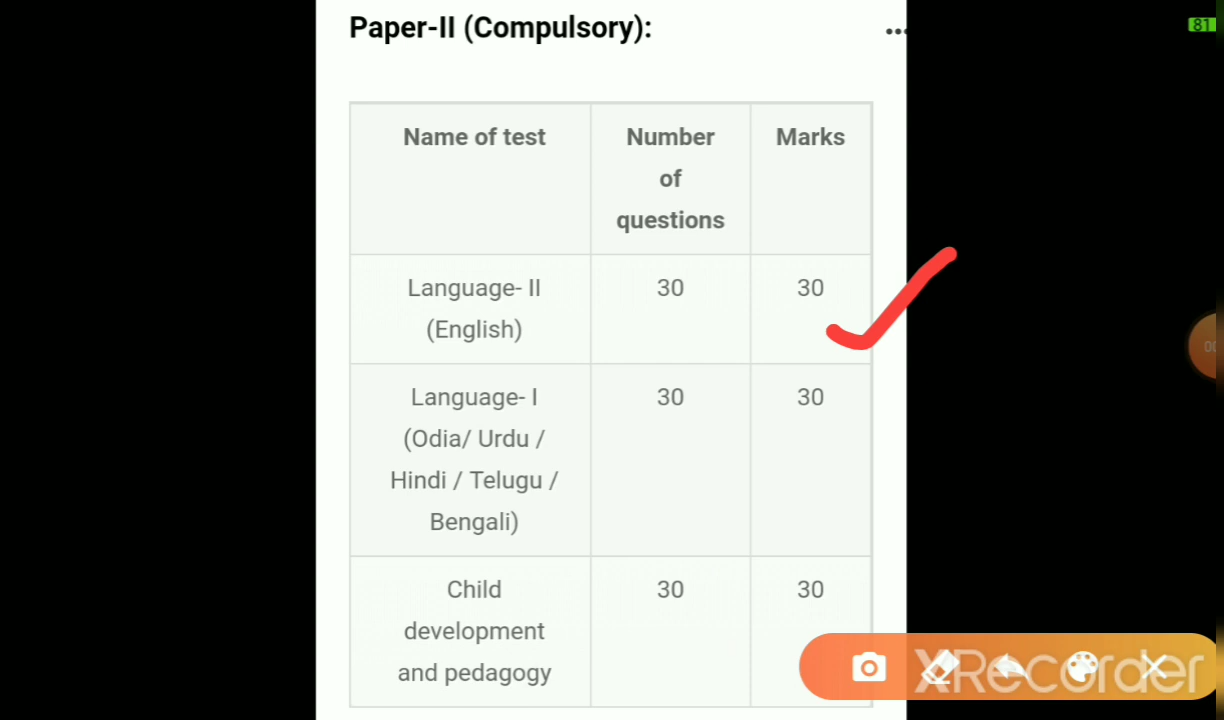 Paper-II (Compulsory):
81
Name of test
Number
of
questions
Marks
Language- II
(English)
30
30
Language- I
(Odia/ Urdu /
Hindi / Telugu /
Bengali)
30
30
Child
development
and pedagogy
30
30
XRecorder